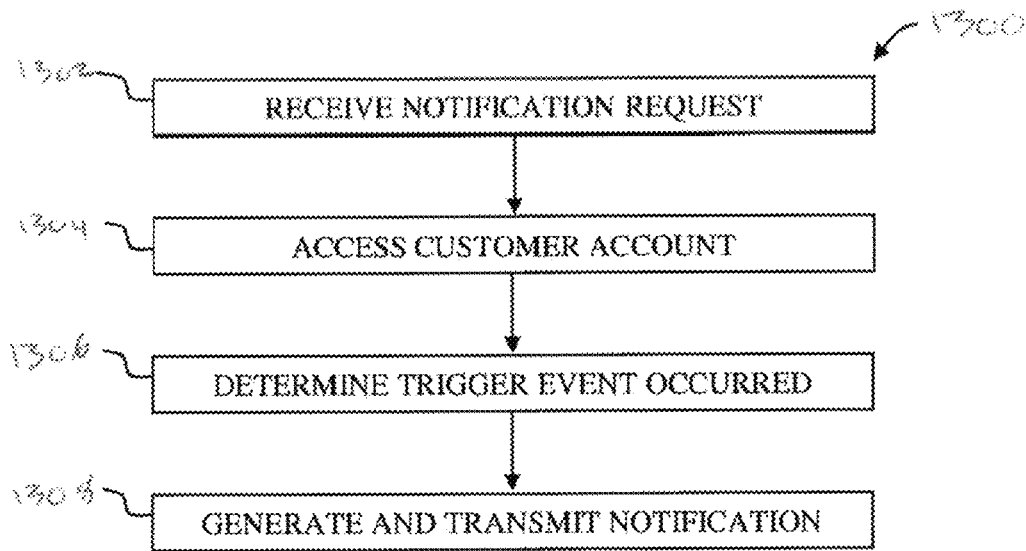 1300
1302
RECEIVE NOTIFICATION REQUEST
1304
ACCESS CUSTOMER ACCOUNT
1306
DETERMINE TRIGGER EVENT OCCURRED
1308
GENERATE AND TRANSMIT NOTIFICATION